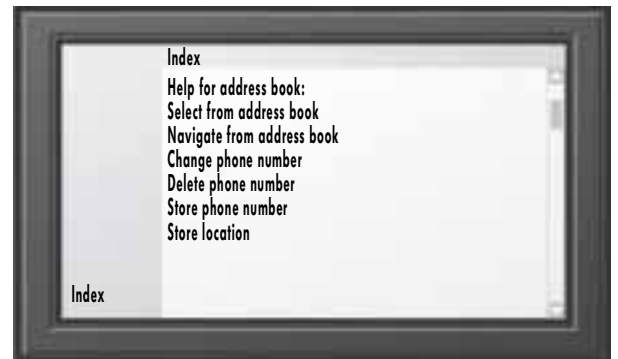 Index
Help for address book:
Select from address book
Navigate from address book
Change phone number
Delete phone number
Store phone number
Store location
Index